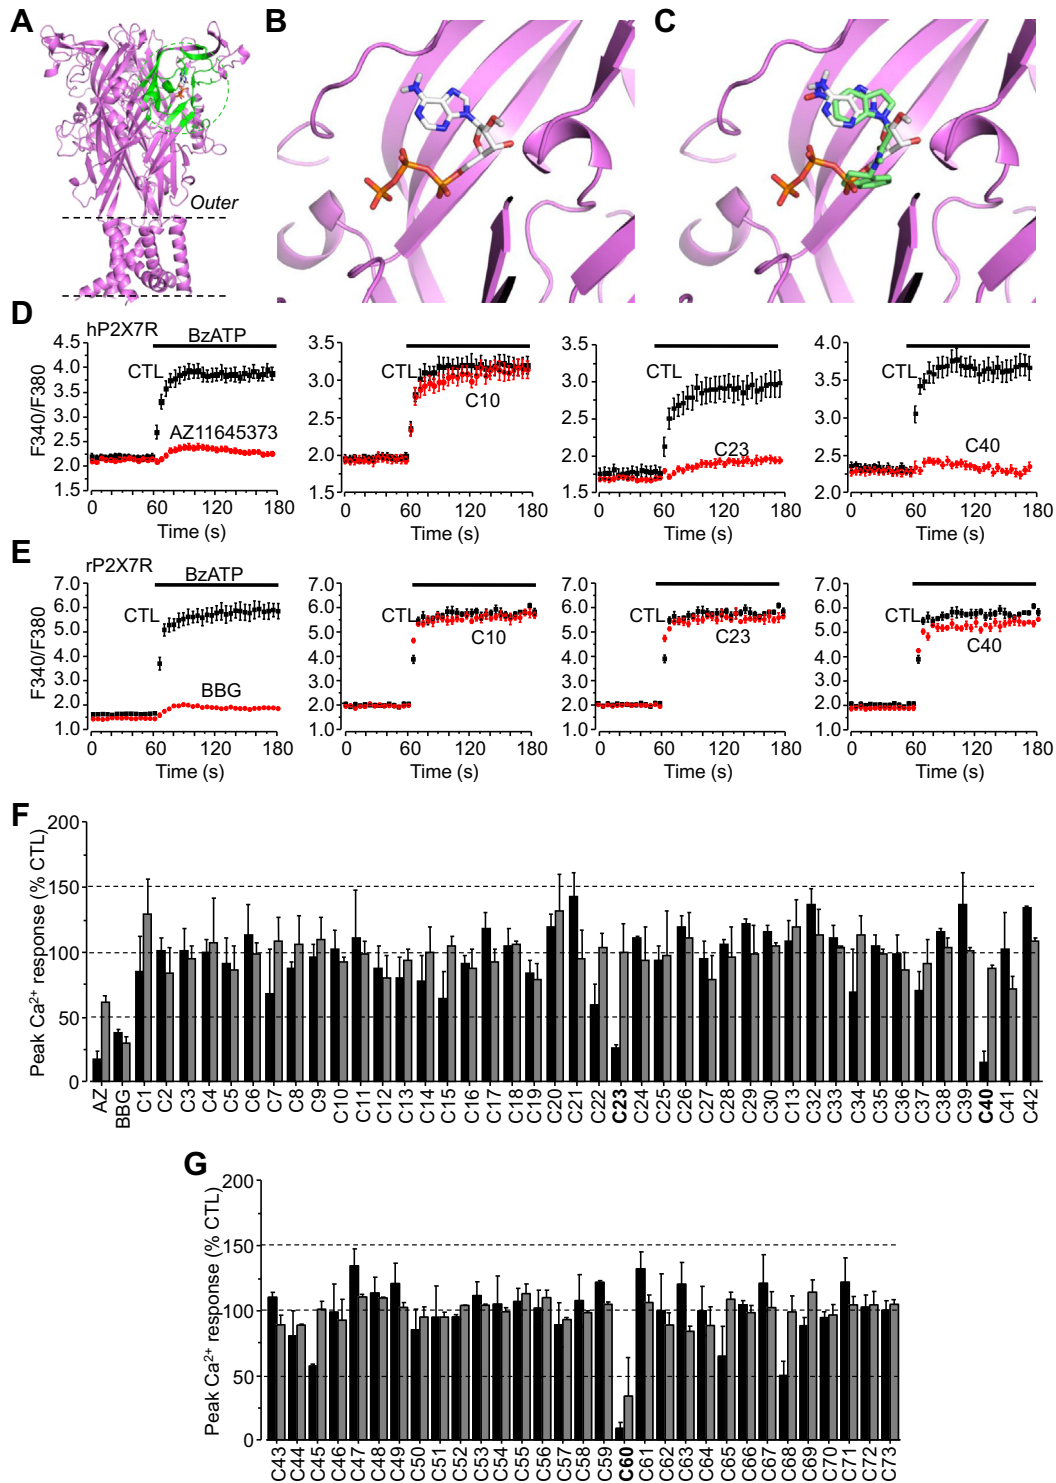 A
B
C
Outer
D
hP2X7R
BzATP
F340/F380
4.5
4.0
3.5
3.0
2.5
2.0
1.5
CTL
AZ11645373
0 60 120 180
Time (s)
3.5
3.0
2.5
2.0
1.5
CTL
C10
0 60 120 180
Time (s)
3.5
3.0
2.5
2.0
1.5
CTL
C23
0 60 120 180
Time (s)
4.0
3.5
3.0
2.5
2.0
CTL
C40
0 60 120 180
Time (s)
E
rP2X7R
BzATP
F340/F380
7.0
6.0
5.0
4.0
3.0
2.0
1.0
CTL
BBG
0 60 120 180
Time (s)
7.0
6.0
5.0
4.0
3.0
2.0
1.0
CTL
C10
0 60 120 180
Time (s)
7.0
6.0
5.0
4.0
3.0
2.0
1.0
CTL
C23
0 60 120 180
Time (s)
7.0
6.0
5.0
4.0
3.0
2.0
1.0
CTL
C40
0 60 120 180
Time (s)
F
Peak Ca²⁺ response (% CTL)
200
150
100
50
0
AZ BBG C1 C2 C3 C4 C5 C6 C7 C8 C9 C10 C11 C12 C13 C14 C15 C16 C17 C18 C19 C20 C21 C22 C23 C24 C25 C26 C27 C28 C29 C30 C13 C32 C33 C34 C35 C36 C37 C38 C39 C40 C41 C42
G
Peak Ca²⁺ response (% CTL)
200
150
100
50
0
C43 C44 C45 C46 C47 C48 C49 C50 C51 C52 C53 C54 C55 C56 C57 C58 C59 C60 C61 C62 C63 C64 C65 C66 C67 C68 C69 C70 C71 C72 C73